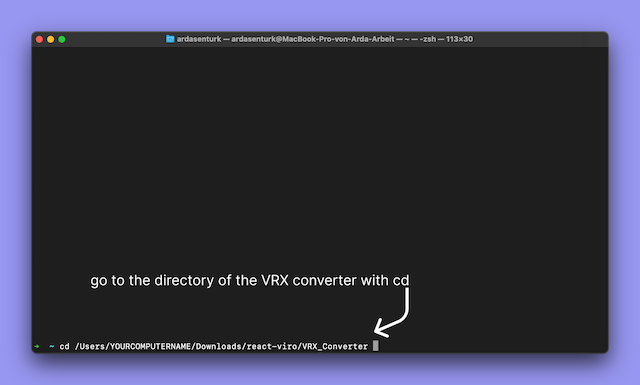 ardasenturk — ardasenturk@MacBook-Pro-von-Arda-Arbeit — ~ — -zsh — 113×30
go to the directory of the VRX converter with cd
➜ ~ cd /Users/YOURCOMPUTERNAME/Downloads/react-viro/VRX_Converter